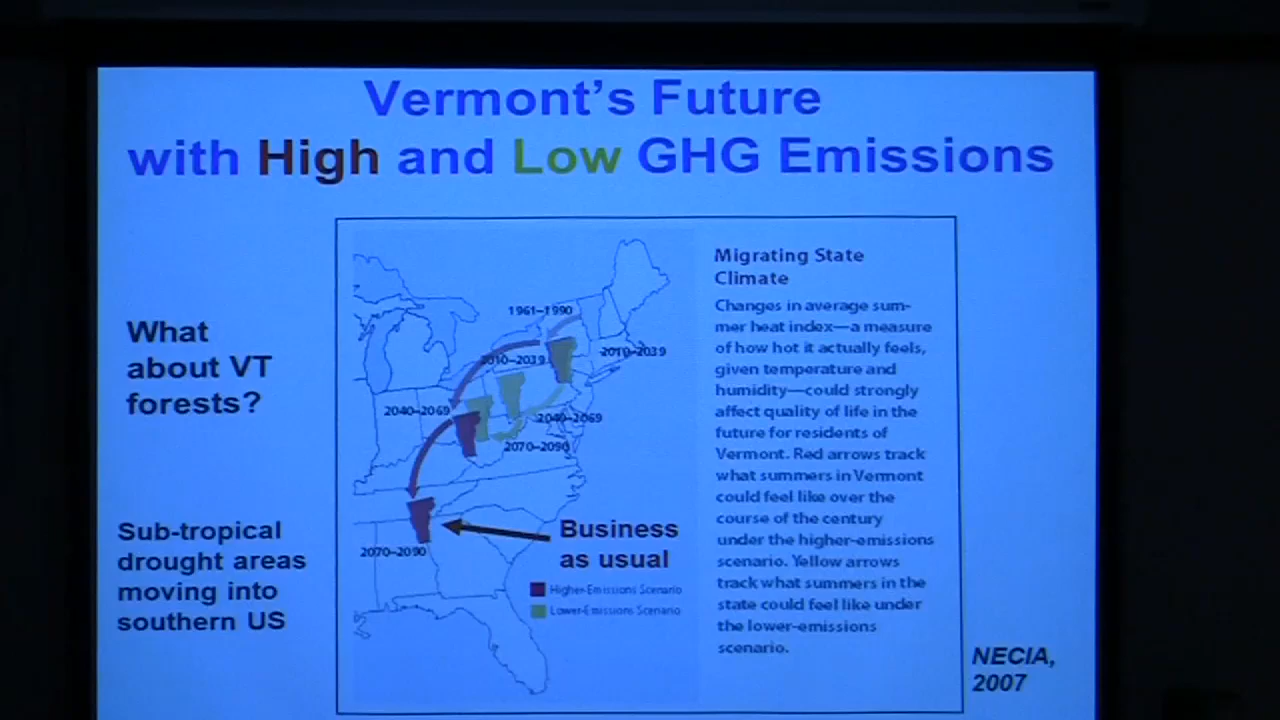 Vermont's Future
with High and Low GHG Emissions
What
about VT
forests?
Sub-tropical
drought areas
moving into
southern US
1961–1990
2010–2039
2010–2039
2040–2069
2040–2069
2070–2090
2070–2090
Business
as usual
Higher-Emissions Scenario
Lower-Emissions Scenario
Migrating State
Climate
Changes in average sum-
mer heat index—a measure
of how hot it actually feels,
given temperature and
humidity—could strongly
affect quality of life in the
future for residents of
Vermont. Red arrows track
what summers in Vermont
could feel like over the
course of the century
under the higher-emissions
scenario. Yellow arrows
track what summers in the
state could feel like under
the lower-emissions
scenario.
NECIA,
2007